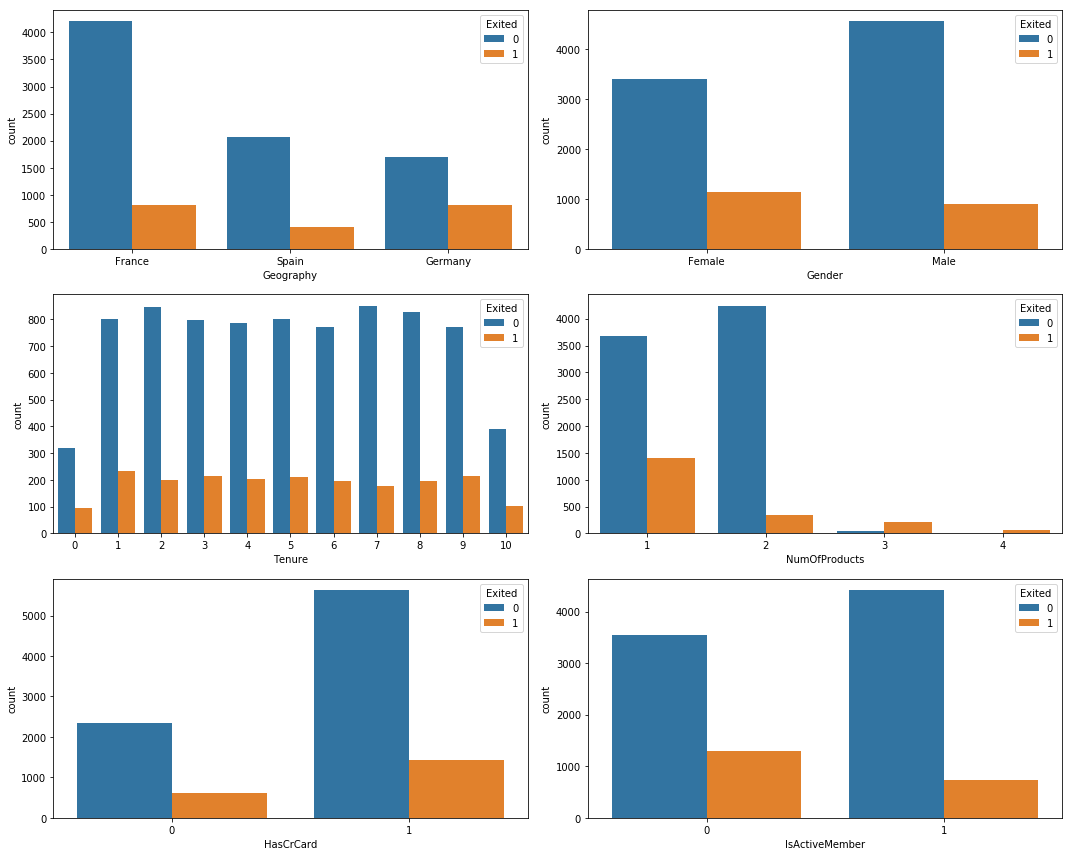 Exited
0
1
4000
3500
3000
2500
2000
1500
1000
500
0
count
France Spain Germany
Geography
Exited
0
1
4000
3000
2000
1000
0
count
Female Male
Gender
Exited
0
1
800
700
600
500
400
300
200
100
0
count
0 1 2 3 4 5 6 7 8 9 10
Tenure
Exited
0
1
4000
3500
3000
2500
2000
1500
1000
500
0
count
1 2 3 4
NumOfProducts
Exited
0
1
5000
4000
3000
2000
1000
0
count
0 1
HasCrCard
Exited
0
1
4000
3000
2000
1000
0
count
0 1
IsActiveMember